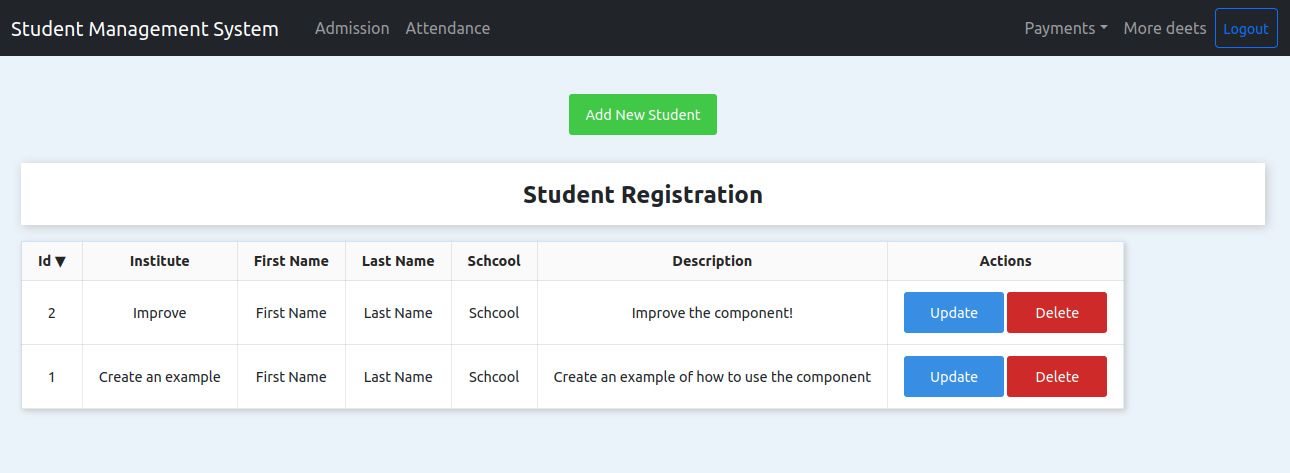 Student Management System Admission Attendance Payments More deets Logout
Add New Student
Student Registration
Id ▼ Institute First Name Last Name Schcool Description Actions
2 Improve First Name Last Name Schcool Improve the component! Update Delete
1 Create an example First Name Last Name Schcool Create an example of how to use the component Update Delete